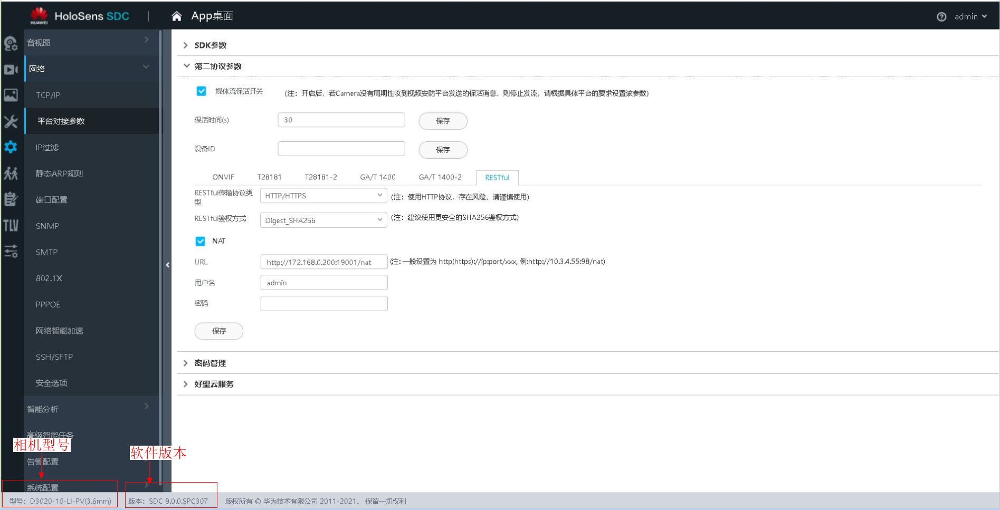 HUAWEI HoloSens SDC | App桌面 admin
音视图
网络
TCP/IP
平台对接参数
IP过滤
静态ARP规则
端口配置
SNMP
SMTP
802.1X
PPPOE
网络智能加速
SSH/SFTP
安全选项
智能分析
高级智能任务
告警配置
系统配置
TLV
SDK参数
第二协议参数
媒体流保活开关 (注：开启后，若Camera没有周期性收到视频安防平台发送的保活消息，则停止发流。请根据具体平台的要求设置该参数)
保活时间(s) 30 保存
设备ID 保存
ONVIF T28181 T28181-2 GA/T 1400 GA/T 1400-2 RESTful
RESTful传输协议类
型
HTTP/HTTPS (注：使用HTTP协议，存在风险，请谨慎使用)
RESTful鉴权方式 Digest_SHA256 (注：建议使用更安全的SHA256鉴权方式)
NAT
URL http://172.168.0.200:19001/nat (注:一般设置为 http(https)://ip:port/xxx, 例:http://10.3.4.55:98/nat)
用户名 admin
密码
保存
密码管理
好望云服务
相机型号
软件版本
型号：D3020-10-LI-PV(3.6mm) 版本：SDC 9.0.0.SPC307 版权所有 © 华为技术有限公司 2011-2021。 保留一切权利